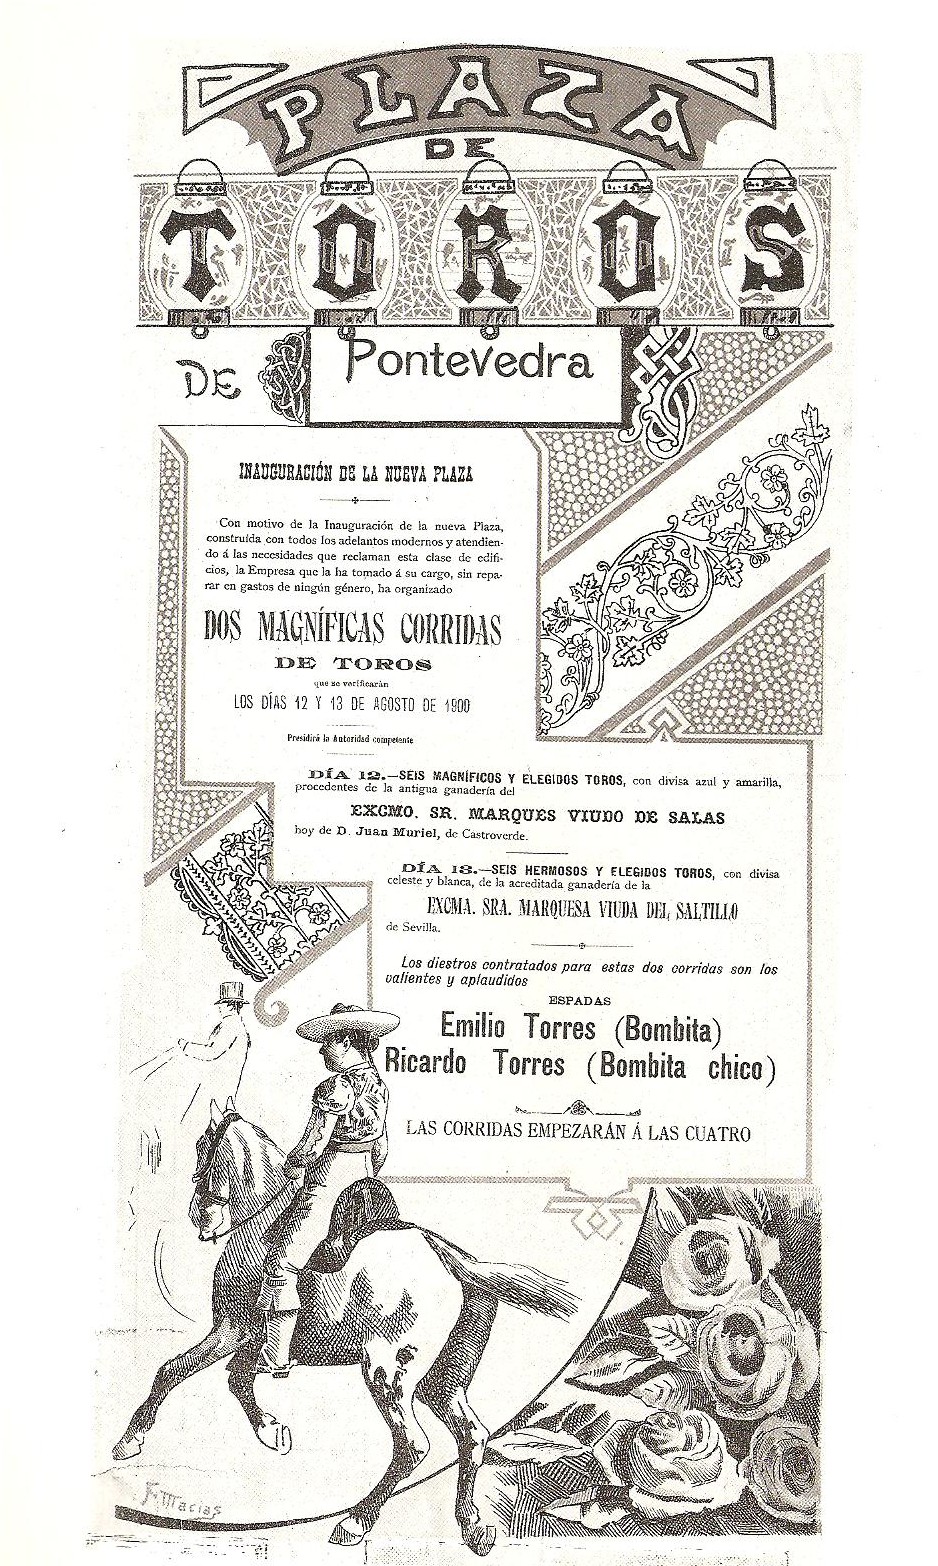 PLAZA
DE
TOROS
DE Pontevedra
INAUGURACIÓN DE LA NUEVA PLAZA
Con motivo de la Inauguración de la nueva Plaza,
construída con todos los adelantos modernos y atendien-
do á las necesidades que reclaman esta clase de edifi-
cios, la Empresa que la ha tomado á su cargo, sin repa-
rar en gastos de ningún género, ha organizado
DOS MAGNÍFICAS CORRIDAS
DE TOROS
que se verificarán
LOS DÍAS 12 Y 13 DE AGOSTO DE 1900
Presidirá la Autoridad competente
DÍA 12.—SEIS MAGNÍFICOS Y ELEGIDOS TOROS, con divisa azul y amarilla,
procedentes de la antigua ganadería del
EXCMO. SR. MARQUES VIUDO DE SALAS
hoy de D. Juan Muriel, de Castroverde.
DÍA 13.—SEIS HERMOSOS Y ELEGIDOS TOROS, con divisa
celeste y blanca, de la acreditada ganadería de la
EXCMA. SRA. MARQUESA VIUDA DEL SALTILLO
de Sevilla.
Los diestros contratados para estas dos corridas son los
valientes y aplaudidos
ESPADAS
Emilio Torres (Bombita)
Ricardo Torres (Bombita chico)
LAS CORRIDAS EMPEZARÁN Á LAS CUATRO
F. Macias